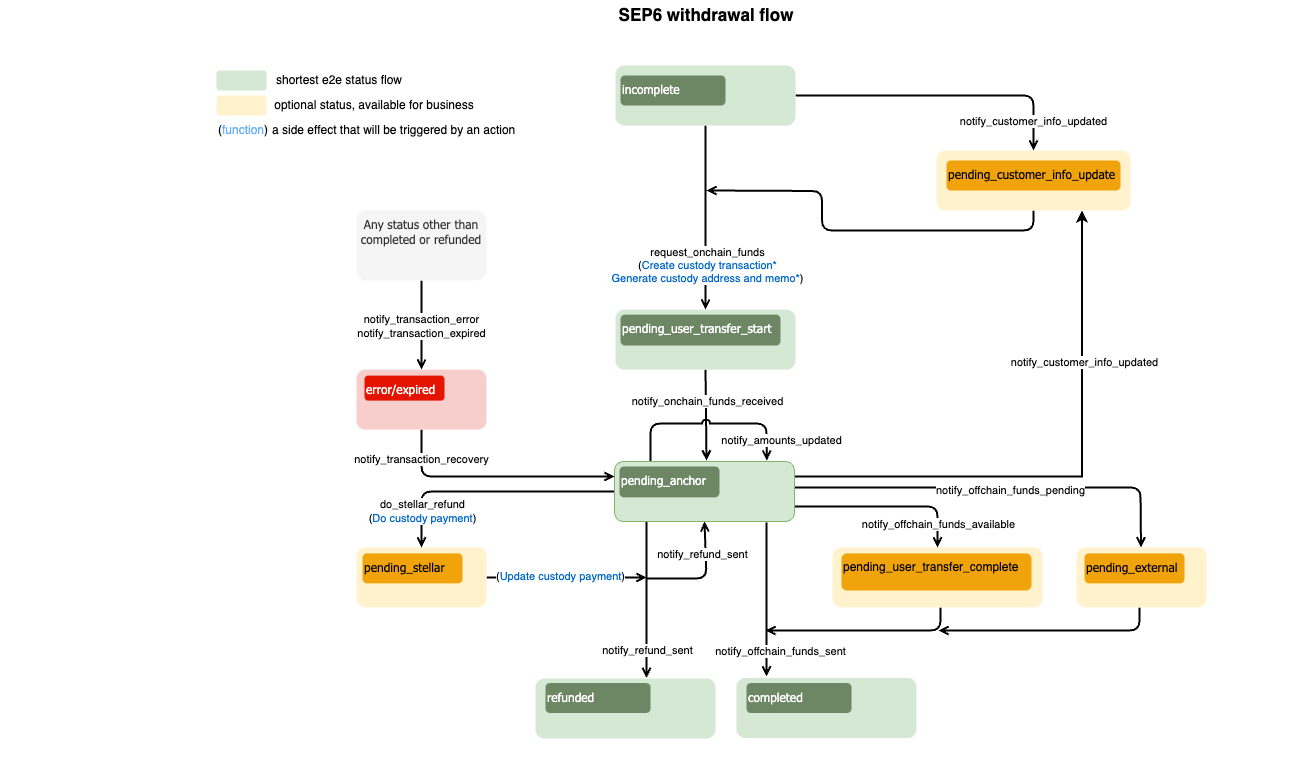 SEP6 withdrawal flow
shortest e2e status flow
optional status, available for business
(function) a side effect that will be triggered by an action
incomplete
notify_customer_info_updated
pending_customer_info_update
Any status other than
completed or refunded
request_onchain_funds
(Create custody transaction*
Generate custody address and memo*)
notify_transaction_error
notify_transaction_expired
pending_user_transfer_start
notify_customer_info_updated
error/expired
notify_onchain_funds_received
notify_amounts_updated
notify_transaction_recovery
pending_anchor
notify_offchain_funds_pending
do_stellar_refund
(Do custody payment)
notify_offchain_funds_available
notify_refund_sent
pending_stellar
pending_user_transfer_complete
pending_external
(Update custody payment)
notify_refund_sent
notify_offchain_funds_sent
refunded
completed